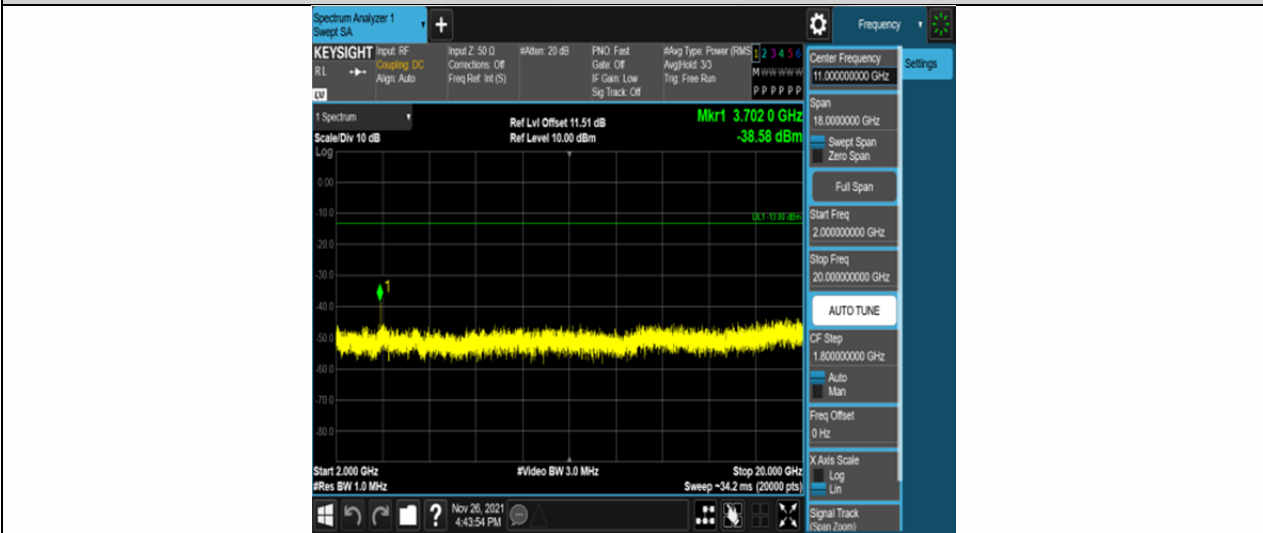 Spectrum Analyzer 1
Swept SA
+
Frequency
KEYSIGHT
RL
LV
Input: RF
Coupling: DC
Align: Auto
Input Z: 50 Ω
Corrections: Off
Freq Ref: Int (S)
#Atten: 20 dB
PNO: Fast
Gate: Off
IF Gain: Low
Sig Track: Off
#Avg Type: Power (RMS
Avg|Hold: 3/3
Trig: Free Run
1 2 3 4 5 6
M W W W W W
P P P P P P
1 Spectrum
Scale/Div 10 dB
Log
Ref Lvl Offset 11.51 dB
Ref Level 10.00 dBm
Mkr1 3.702 0 GHz
-38.58 dBm
0.00
-10.0
-20.0
-30.0
-40.0
-50.0
-60.0
-70.0
-80.0
DL1 -13.00 dBm
1
Start 2.000 GHz
#Res BW 1.0 MHz
#Video BW 3.0 MHz
Stop 20.000 GHz
Sweep ~34.2 ms (20000 pts)
Center Frequency
11.000000000 GHz
Settings
Span
18.0000000 GHz
Swept Span
Zero Span
Full Span
Start Freq
2.000000000 GHz
Stop Freq
20.000000000 GHz
AUTO TUNE
CF Step
1.800000000 GHz
Auto
Man
Freq Offset
0 Hz
X Axis Scale
Log
Lin
Signal Track
(Span Zoom)
?
Nov 26, 2021
4:43:54 PM